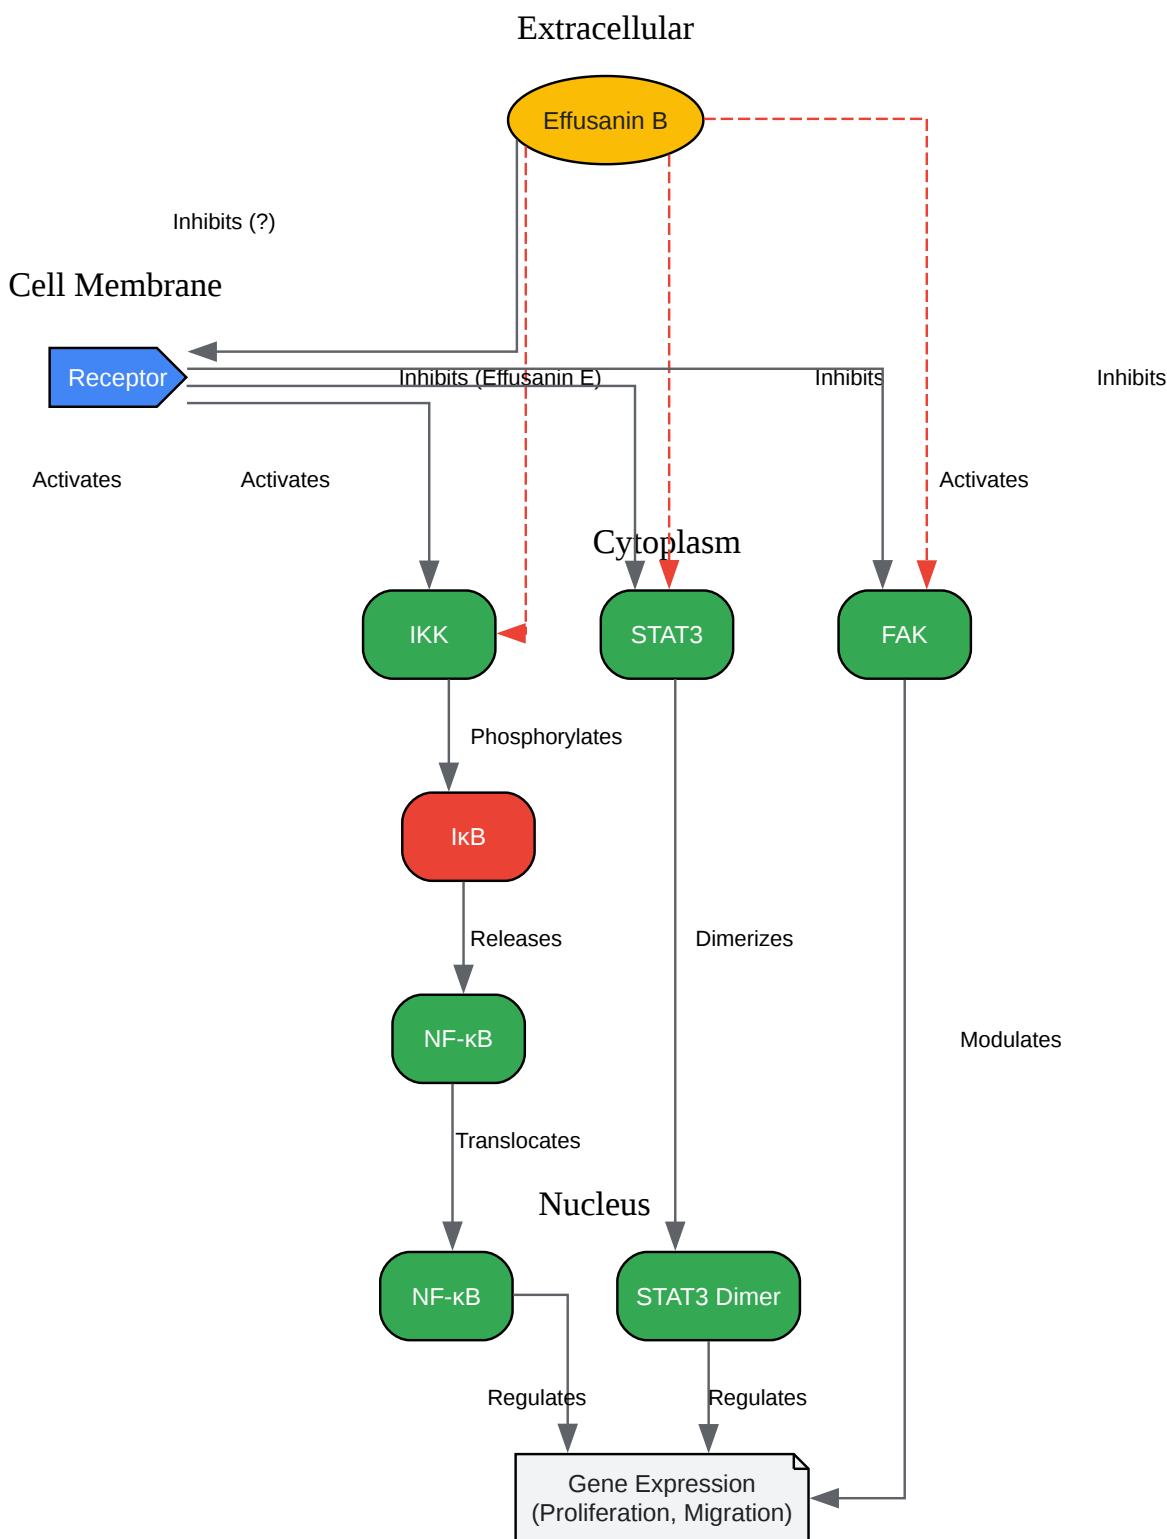 Extracellular
Effusanin B
Inhibits (?)
Cell Membrane
Receptor
Inhibits (Effusanin E)
Inhibits
Inhibits
Activates
Activates
Activates
Cytoplasm
IKK
STAT3
FAK
Phosphorylates
IκB
Releases
Dimerizes
NF-κB
Modulates
Translocates
Nucleus
NF-κB
STAT3 Dimer
Regulates
Regulates
Gene Expression
(Proliferation, Migration)